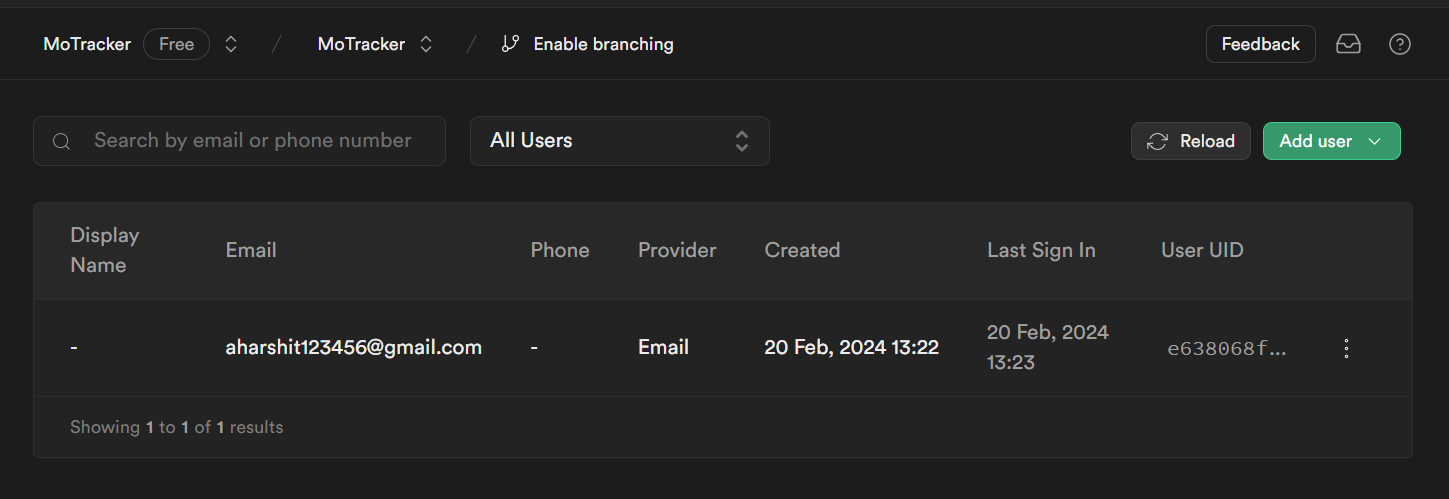 MoTracker Free / MoTracker / Enable branching Feedback
Search by email or phone number All Users Reload Add user
Display Name Email Phone Provider Created Last Sign In User UID
- aharshit123456@gmail.com - Email 20 Feb, 2024 13:22 20 Feb, 2024 13:23 e638068f...
Showing 1 to 1 of 1 results